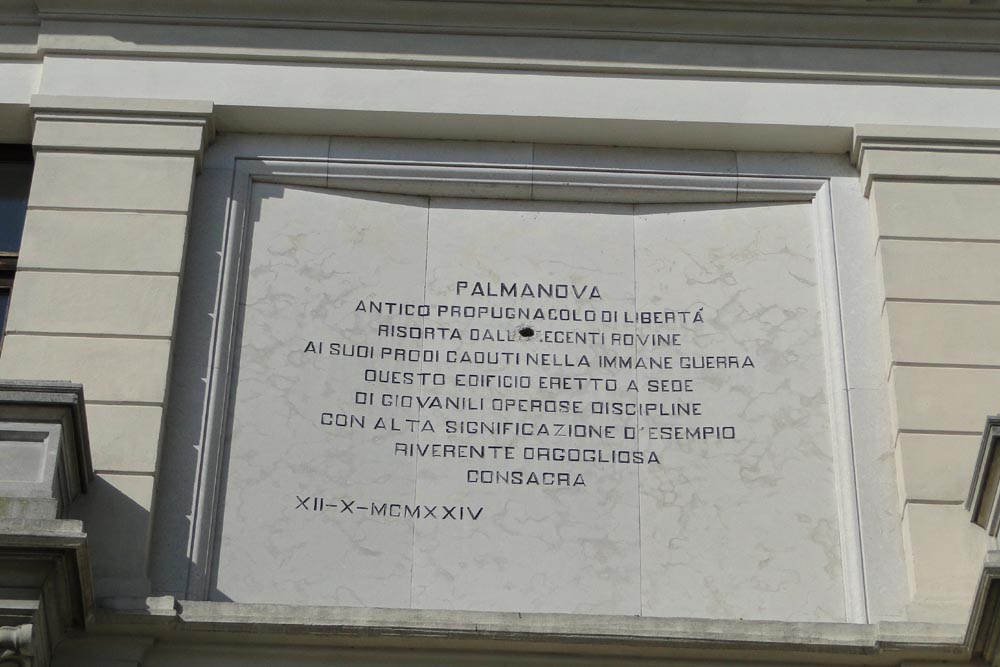 PALMANOVA
ANTICO PROPUGNACOLO DI LIBERTÁ
RISORTA ROVINE
AI SUOI PRODI CADUTI NELLA IMMANE GUERRA
QUESTO EDIFICIO ERETTO A SEDE
DI GIOVANILI OPEROSE DISCIPLINE
CON ALTA SIGNIFICAZIONE D'ESEMPIO
RIVERENTE ORGOGLIOSA
CONSACRA
XII-X-MCMXXIV